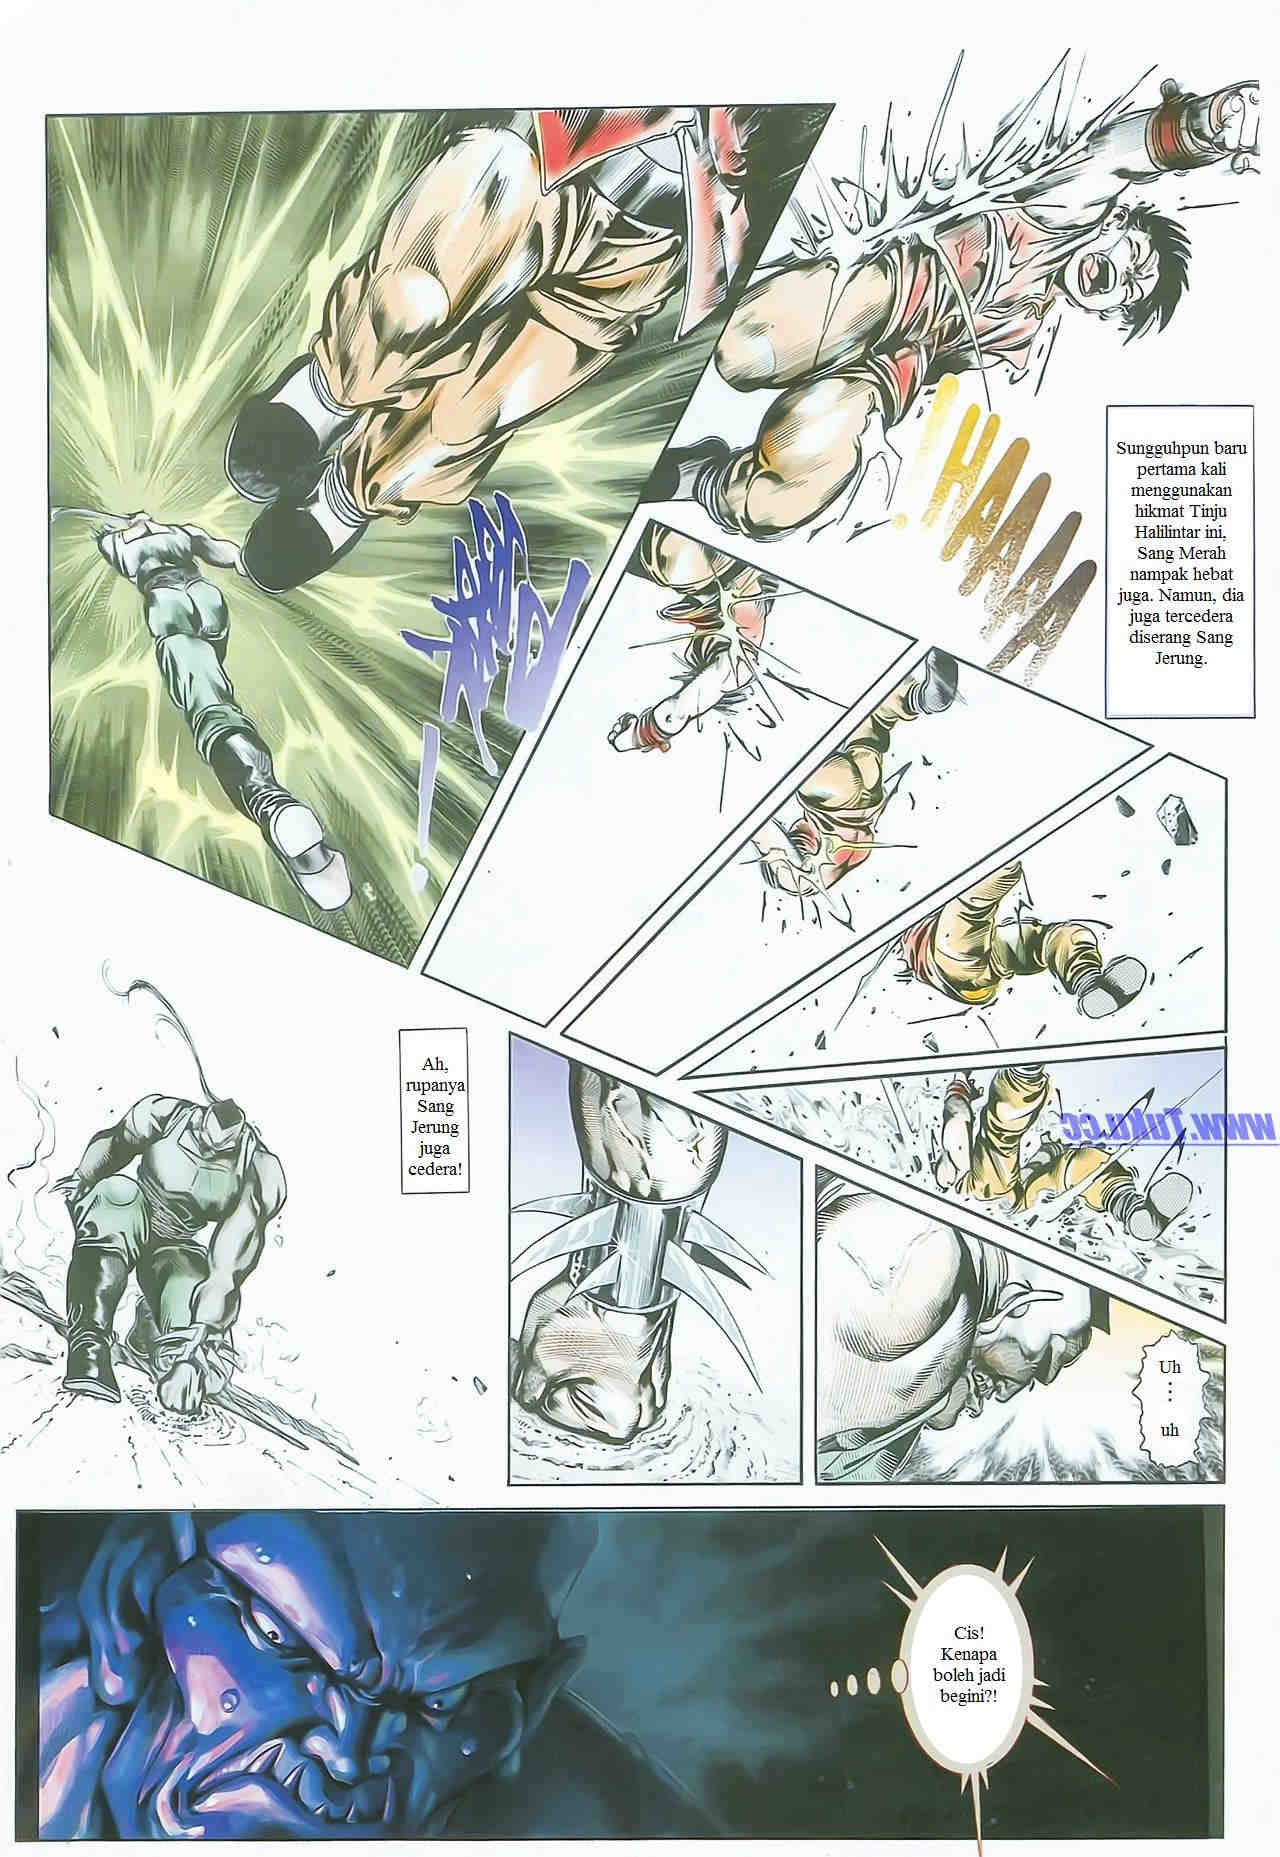 !HAAAA
Sungguhpun baru
pertama kali
menggunakan
hikmat Tinju
Halilintar ini,
Sang Merah
nampak hebat
juga. Namun, dia
juga tercedera
diserang Sang
Jerung.
www.Tuku.cc
Ah,
rupanya
Sang
Jerung
juga
cedera!
Uh
...
uh
Cis!
Kenapa
boleh jadi
begini?!